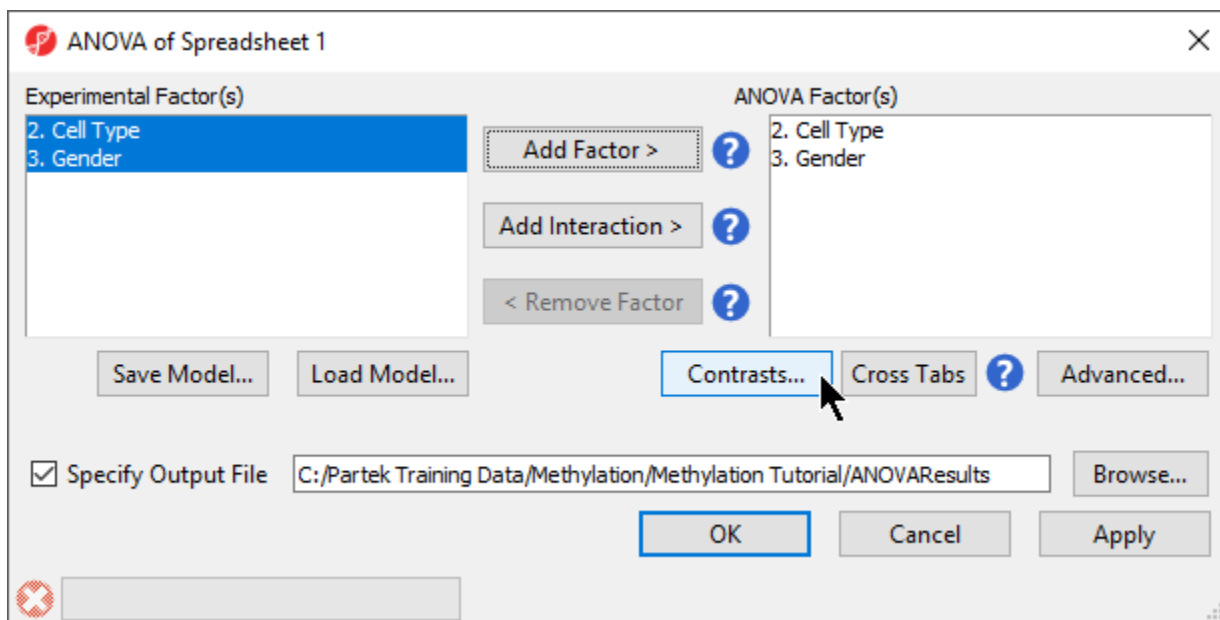 ANOVA of Spreadsheet 1
Experimental Factor(s)
ANOVA Factor(s)
2. Cell Type
3. Gender
Add Factor >
?
2. Cell Type
3. Gender
Add Interaction >
?
< Remove Factor
?
Save Model...
Load Model...
Contrasts...
Cross Tabs
?
Advanced...
Specify Output File
C:/Partek Training Data/Methylation/Methylation Tutorial/ANOVAResults
Browse...
OK
Cancel
Apply